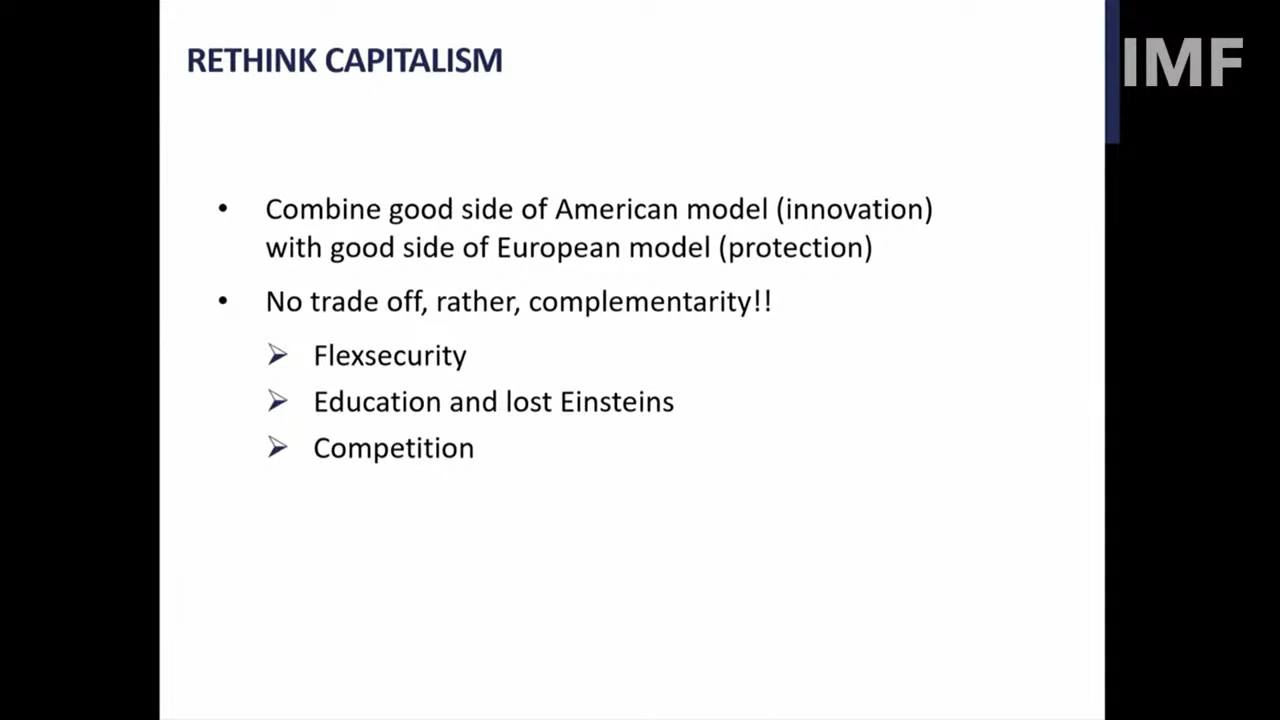 RETHINK CAPITALISM
IMF
• Combine good side of American model (innovation)
with good side of European model (protection)
• No trade off, rather, complementarity!!
➢ Flexsecurity
➢ Education and lost Einsteins
➢ Competition